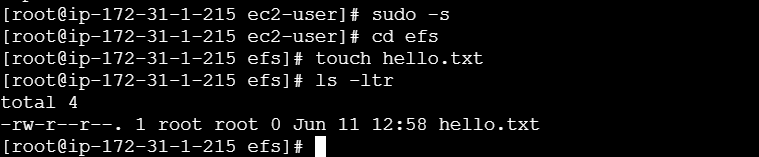 [root@ip-172-31-1-215 ec2-user]# sudo -s
[root@ip-172-31-1-215 ec2-user]# cd efs
[root@ip-172-31-1-215 efs]# touch hello.txt
[root@ip-172-31-1-215 efs]# ls -ltr
total 4
-rw-r--r--. 1 root root 0 Jun 11 12:58 hello.txt
[root@ip-172-31-1-215 efs]#